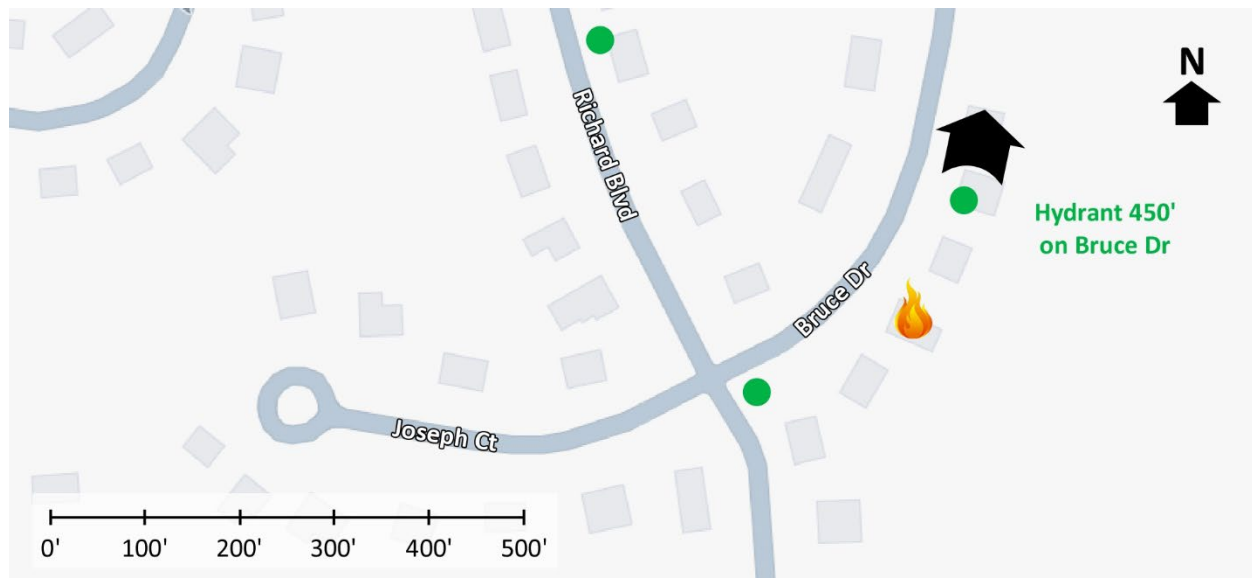 N
Richard Blvd
Hydrant 450'
on Bruce Dr
Bruce Dr
Joseph Ct
0' 100' 200' 300' 400' 500'